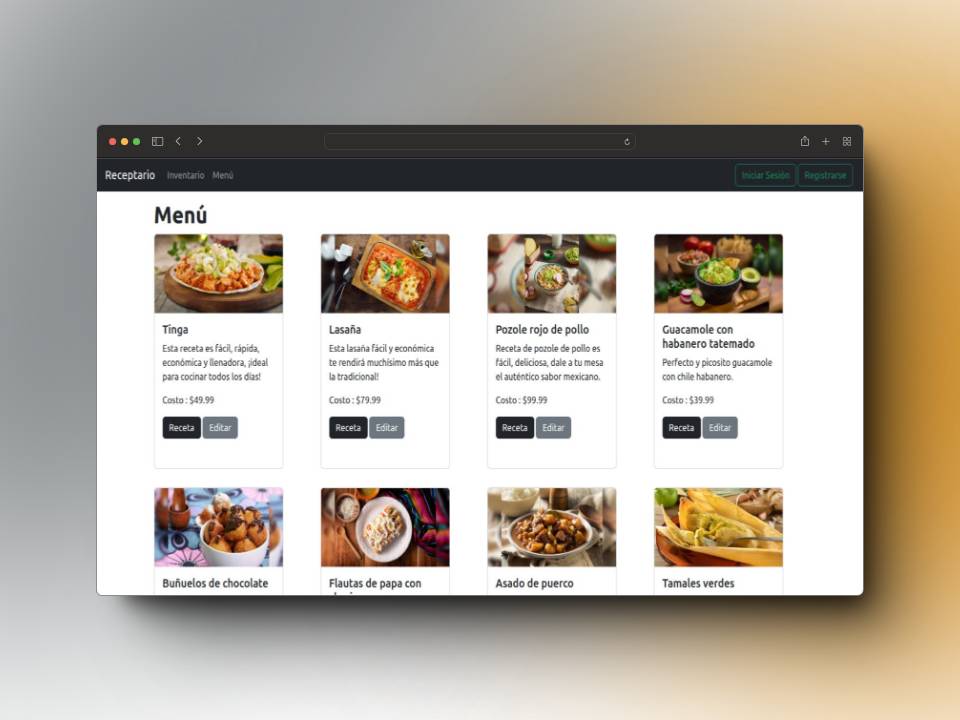 Receptario Inventario Menú Iniciar Sesión Registrarse
Menú
Tinga
Esta receta es fácil, rápida,
económica y llenadora, ¡ideal
para cocinar todos los días!
Costo : $49.99
Receta Editar
Lasaña
Esta lasaña fácil y económica
te rendirá muchísimo más que
la tradicional!
Costo : $79.99
Receta Editar
Pozole rojo de pollo
Receta de pozole de pollo es
fácil, deliciosa, dale a tu mesa
el auténtico sabor mexicano.
Costo : $99.99
Receta Editar
Guacamole con
habanero tatemado
Perfecto y picosito guacamole
con chile habanero.
Costo : $39.99
Receta Editar
Buñuelos de chocolate
Flautas de papa con
Asado de puerco
Tamales verdes